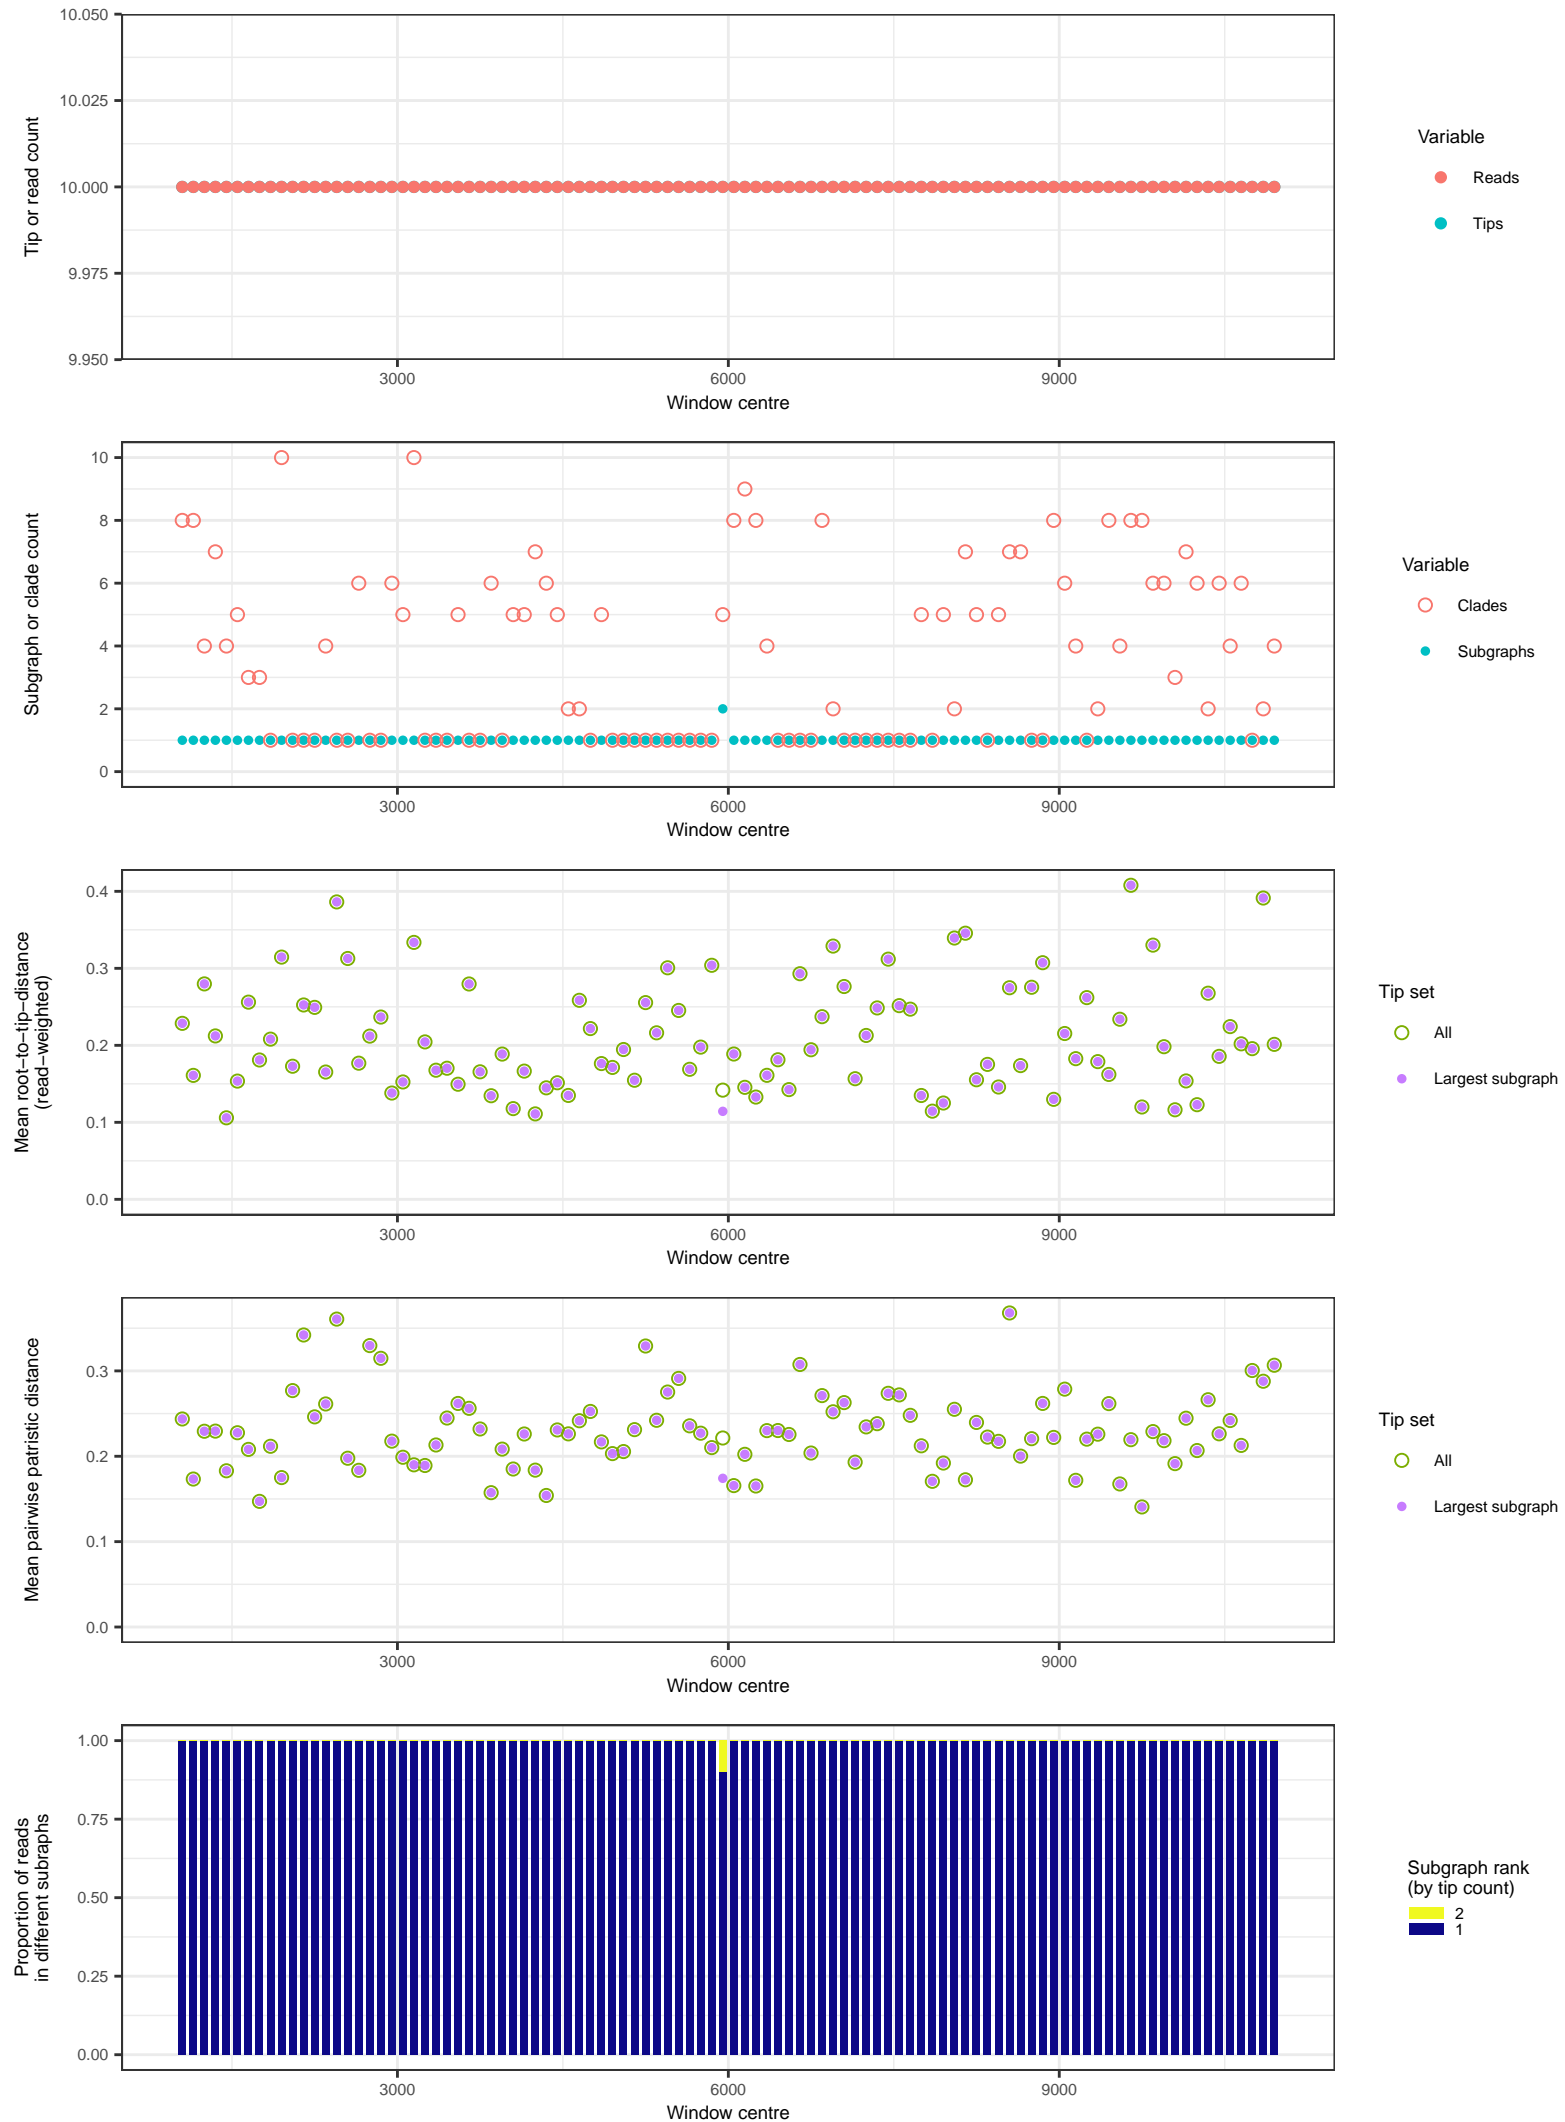 10.050
10.025
10.000
9.975
9.950
Tip or read count
3000 6000 9000
Window centre
Variable
Reads
Tips
10
8
6
4
2
0
Subgraph or clade count
3000 6000 9000
Window centre
Variable
Clades
Subgraphs
0.4
0.3
0.2
0.1
0.0
Mean root-to-tip-distance
(read-weighted)
3000 6000 9000
Window centre
Tip set
All
Largest subgraph
0.3
0.2
0.1
0.0
Mean pairwise patristic distance
3000 6000 9000
Window centre
Tip set
All
Largest subgraph
1.00
0.75
0.50
0.25
0.00
Proportion of reads
in different subraphs
3000 6000 9000
Window centre
Subgraph rank
(by tip count)
2
1